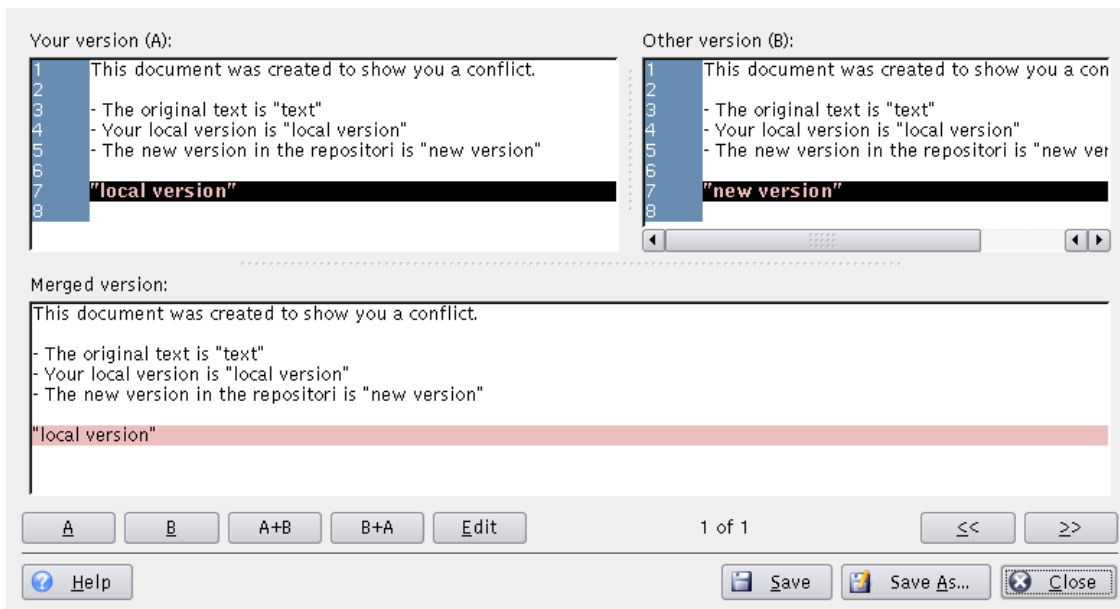 Your version (A):
1 This document was created to show you a conflict.
2
3 - The original text is "text"
4 - Your local version is "local version"
5 - The new version in the repositori is "new version"
6
7 "local version"
8
Other version (B):
1 This document was created to show you a con
2
3 - The original text is "text"
4 - Your local version is "local version"
5 - The new version in the repositori is "new ver
6
7 "new version"
8
Merged version:
This document was created to show you a conflict.
- The original text is "text"
- Your local version is "local version"
- The new version in the repositori is "new version"
"local version"
A B A+B B+A Edit 1 of 1 << >>
Help Save Save As... Close